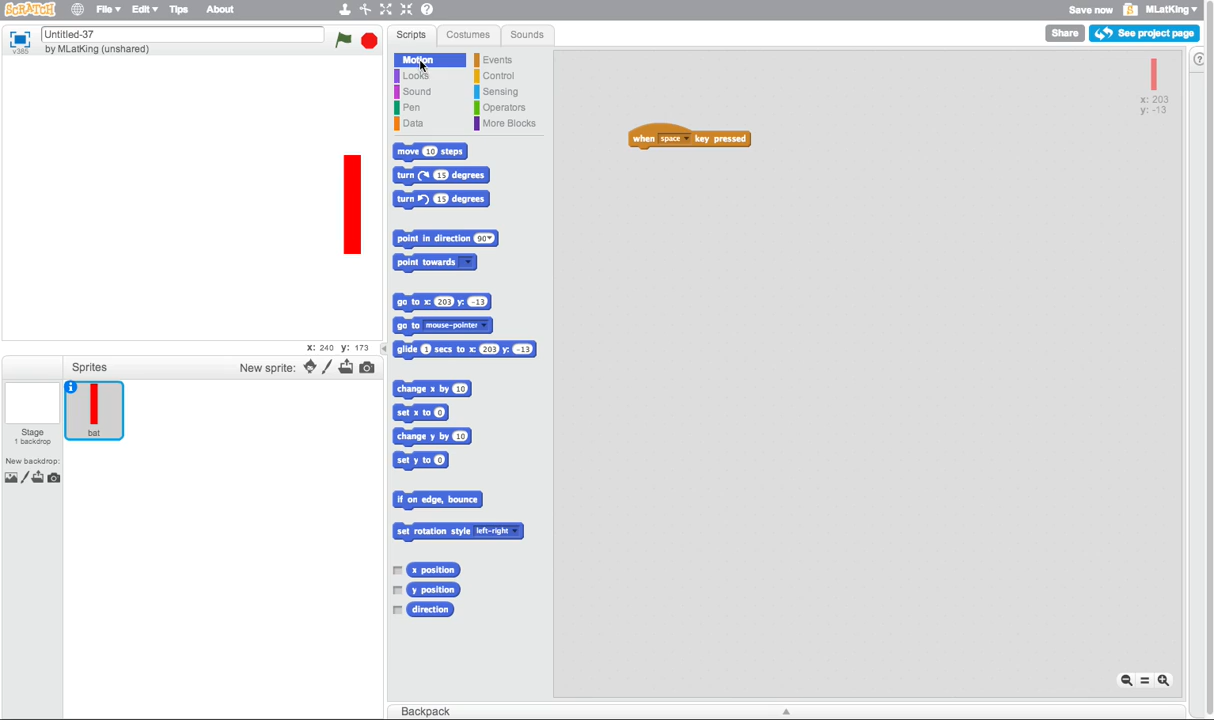 SCRATCH File▼ Edit▼ Tips About Save now MLatKing▼
v385 Untitled-37
by MLatKing (unshared)
Scripts Costumes Sounds Share See project page
Motion Events
Looks Control
Sound Sensing
Pen Operators
Data More Blocks
move 10 steps
turn 15 degrees
turn 15 degrees
point in direction 90▼
point towards
go to x: 203 y: -13
go to mouse-pointer
glide 1 secs to x: 203 y: -13
change x by 10
set x to 0
change y by 10
set y to 0
if on edge, bounce
set rotation style left-right
x position
y position
direction
when space key pressed
x: 203
y: -13
x: 240 y: 173
Sprites New sprite:
Stage
1 backdrop
New backdrop:
bat
Backpack